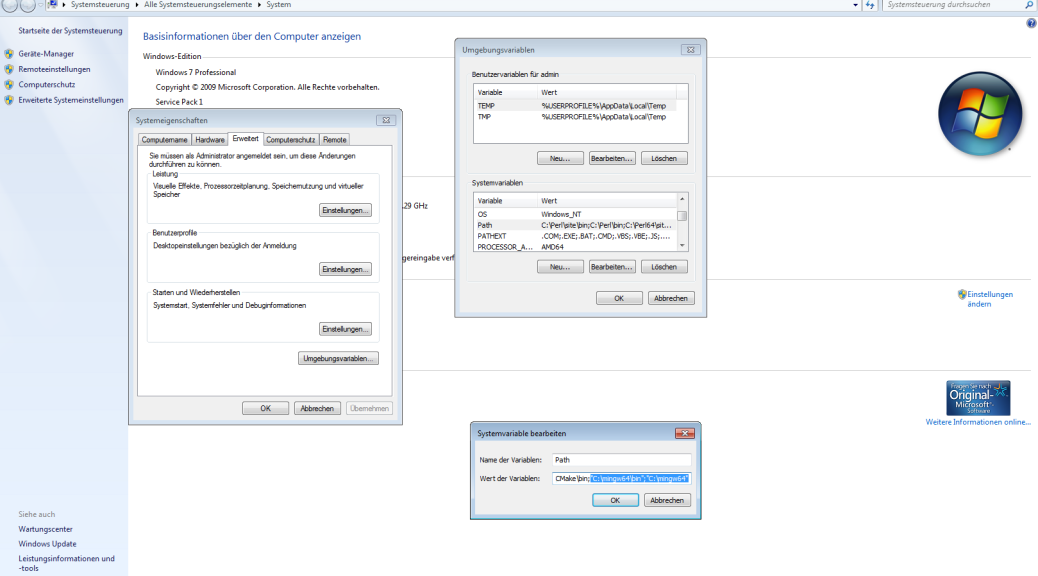 Systemsteuerung ▸ Alle Systemsteuerungselemente ▸ System
Systemsteuerung durchsuchen
Startseite der Systemsteuerung
Geräte-Manager
Remoteeinstellungen
Computerschutz
Erweiterte Systemeinstellungen
Siehe auch
Wartungscenter
Windows Update
Leistungsinformationen und
-tools
Basisinformationen über den Computer anzeigen
Windows-Edition
Windows 7 Professional
Copyright © 2009 Microsoft Corporation. Alle Rechte vorbehalten.
Service Pack 1
.29 GHz
gereingabe verf
Einstellungen
ändern
Fragen Sie nach
Original-
Microsoft-
Software
Weitere Informationen online...
Systemeigenschaften
Computername Hardware Erweitert Computerschutz Remote
Sie müssen als Administrator angemeldet sein, um diese Änderungen
durchführen zu können.
Leistung
Visuelle Effekte, Prozessorzeitplanung, Speichernutzung und virtueller
Speicher
Einstellungen...
Benutzerprofile
Desktopeinstellungen bezüglich der Anmeldung
Einstellungen...
Starten und Wiederherstellen
Systemstart, Systemfehler und Debuginformationen
Einstellungen...
Umgebungsvariablen...
OK Abbrechen Übernehmen
Umgebungsvariablen
Benutzervariablen für admin
Variable Wert
TEMP %USERPROFILE%\AppData\Local\Temp
TMP %USERPROFILE%\AppData\Local\Temp
Neu... Bearbeiten... Löschen
Systemvariablen
Variable Wert
OS Windows_NT
Path C:\Perl\site\bin;C:\Perl\bin;C:\Perl64\sit...
PATHEXT .COM;.EXE;.BAT;.CMD;.VBS;.VBE;.JS;....
PROCESSOR_A... AMD64
Neu... Bearbeiten... Löschen
OK Abbrechen
Systemvariable bearbeiten
Name der Variablen: Path
Wert der Variablen: CMake\bin;"C:\mingw64\bin";"C:\mingw64"
OK Abbrechen